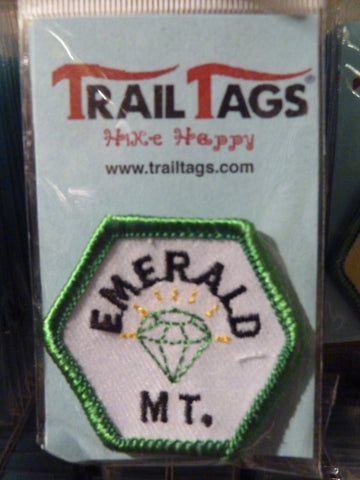 TRAIL TAGS®
Hike Happy
www.trailtags.com
EMERALD
MT.